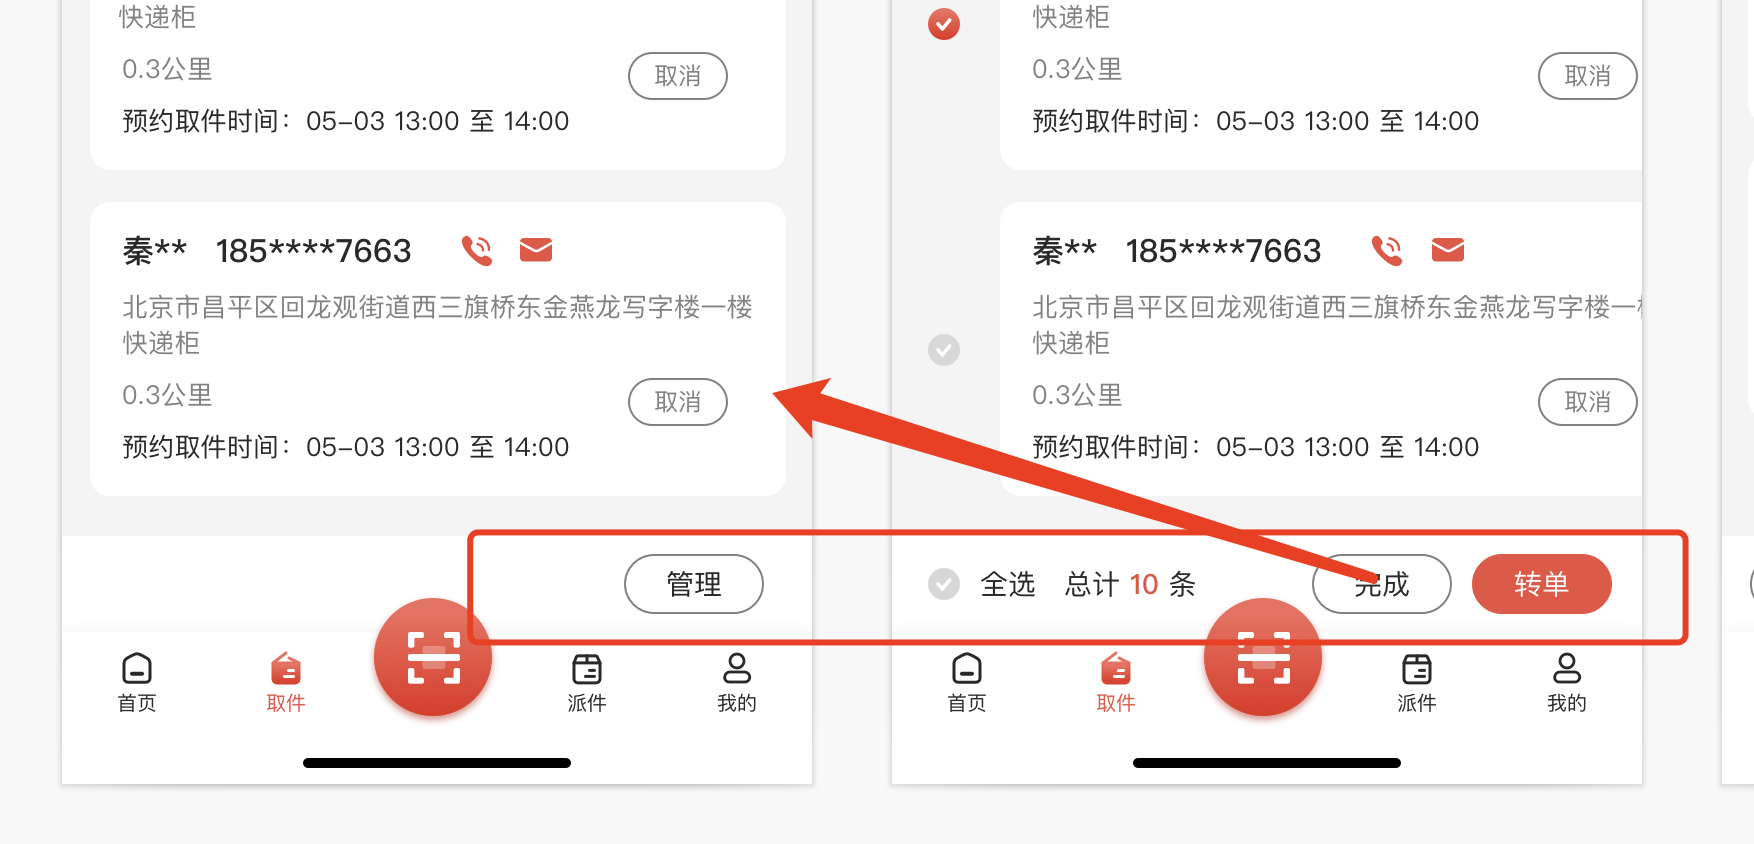 快递柜
0.3公里
取消
预约取件时间：05-03 13:00 至 14:00
秦** 185****7663
北京市昌平区回龙观街道西三旗桥东金燕龙写字楼一楼
快递柜
0.3公里
取消
预约取件时间：05-03 13:00 至 14:00
管理
首页
取件
派件
我的
快递柜
0.3公里
取消
预约取件时间：05-03 13:00 至 14:00
秦** 185****7663
北京市昌平区回龙观街道西三旗桥东金燕龙写字楼一
快递柜
0.3公里
取消
预约取件时间：05-03 13:00 至 14:00
全选 总计 10 条
完成
转单
首页
取件
派件
我的